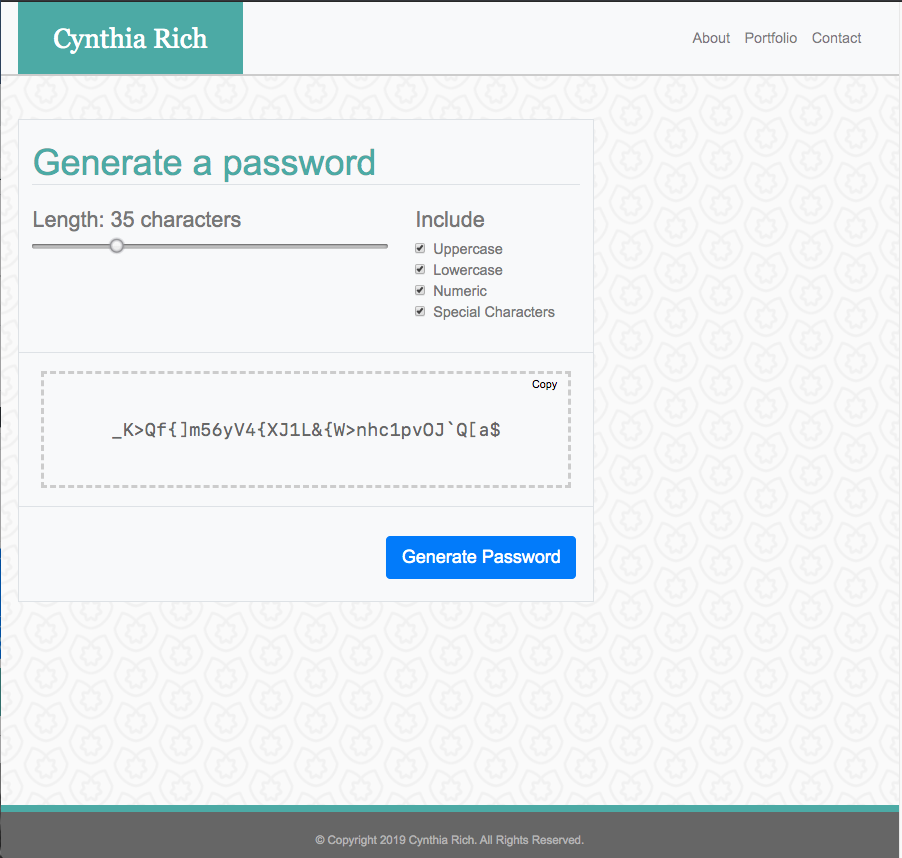 Cynthia Rich
About Portfolio Contact
Generate a password
Length: 35 characters
Include
Uppercase
Lowercase
Numeric
Special Characters
Copy
_K>Qf{]m56yV4{XJ1L&{W>nhc1pvOJ`Q[a$
Generate Password
© Copyright 2019 Cynthia Rich. All Rights Reserved.